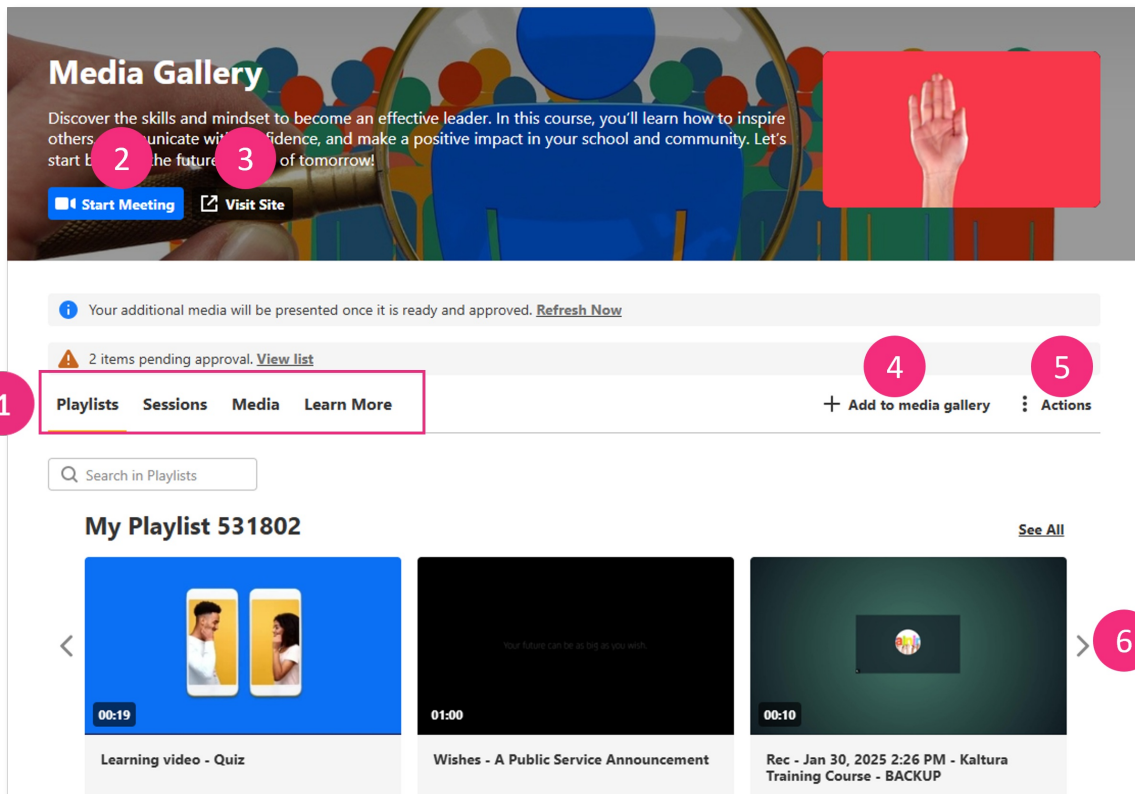 Media Gallery
Discover the skills and mindset to become an effective leader. In this course, you'll learn how to inspire
others unicate wit fidence, and make a positive impact in your school and community. Let's
start b the future of tomorrow!
2
3
Start Meeting
Visit Site
Your additional media will be presented once it is ready and approved. Refresh Now
2 items pending approval. View list
4
5
1
Playlists Sessions Media Learn More
+ Add to media gallery
Actions
Search in Playlists
My Playlist 531802
See All
Your future can be as big as you wish.
6
00:19
01:00
00:10
Learning video - Quiz
Wishes - A Public Service Announcement
Rec - Jan 30, 2025 2:26 PM - Kaltura
Training Course - BACKUP